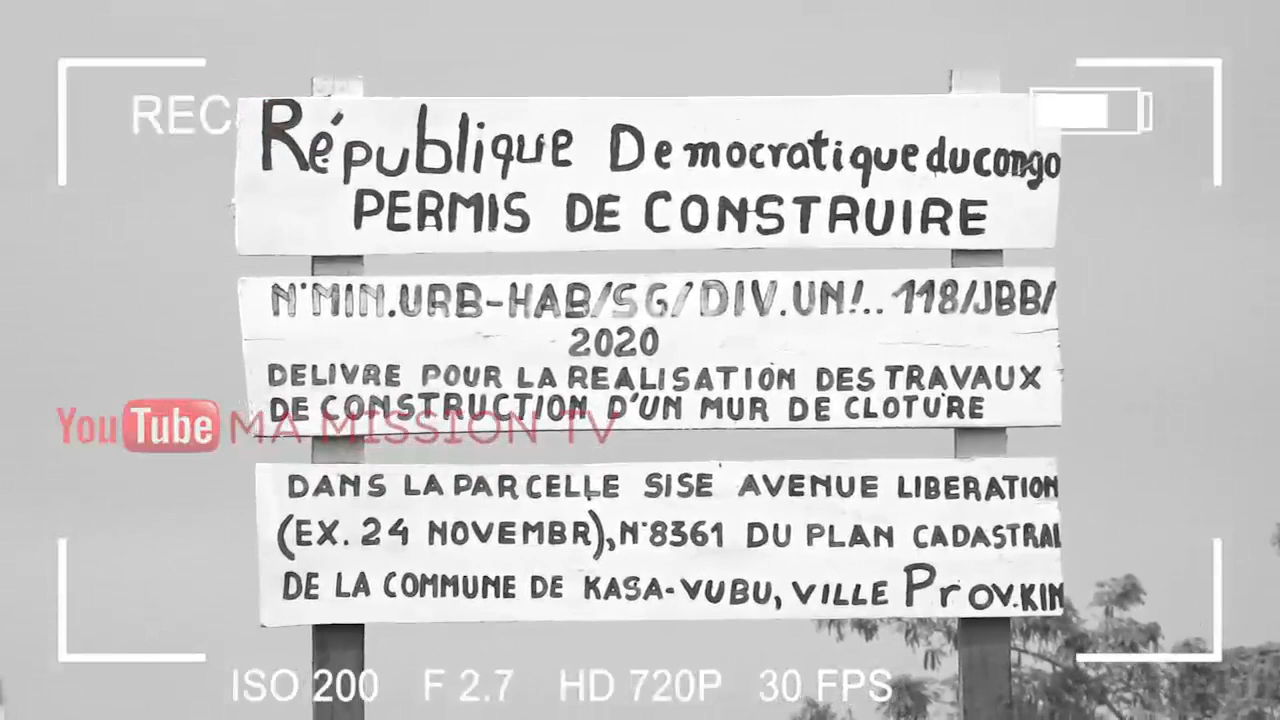 REC
République Democratique du congo
PERMIS DE CONSTRUIRE
N°MIN.URB-HAB/SG/DIV.UN!.. 118/JBB/
2020
DELIVRE POUR LA REALISATION DES TRAVAUX
DE CONSTRUCTION D'UN MUR DE CLOTURE
YouTube MA MISSION TV
DANS LA PARCELLE SISE AVENUE LIBERATION
(EX. 24 NOVEMBR), N°8361 DU PLAN CADASTRAL
DE LA COMMUNE DE KASA-VUBU, VILLE Prov.KIN
ISO 200 F 2.7 HD 720P 30 FPS